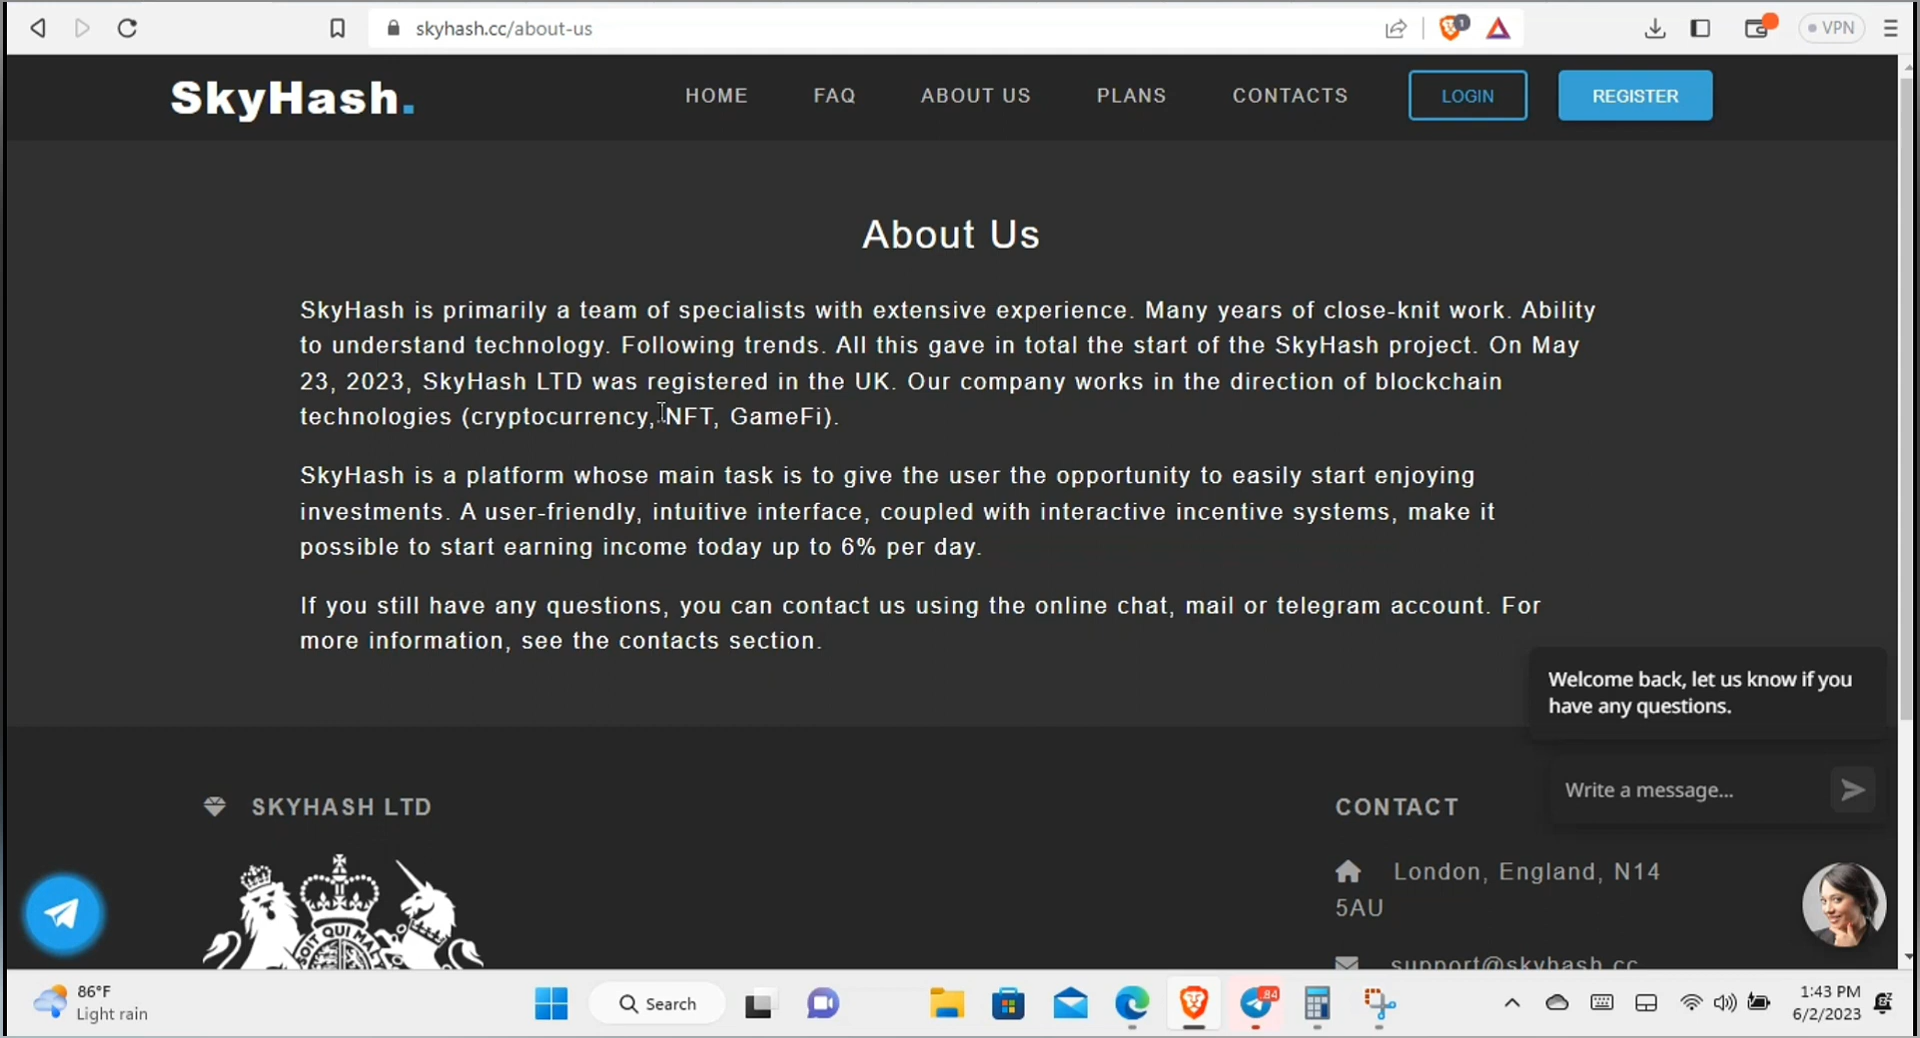 skyhash.cc/about-us
1
VPN
SkyHash.
HOME
FAQ
ABOUT US
PLANS
CONTACTS
LOGIN
REGISTER
About Us
SkyHash is primarily a team of specialists with extensive experience. Many years of close-knit work. Ability
to understand technology. Following trends. All this gave in total the start of the SkyHash project. On May
23, 2023, SkyHash LTD was registered in the UK. Our company works in the direction of blockchain
technologies (cryptocurrency, NFT, GameFi).
SkyHash is a platform whose main task is to give the user the opportunity to easily start enjoying
investments. A user-friendly, intuitive interface, coupled with interactive incentive systems, make it
possible to start earning income today up to 6% per day.
If you still have any questions, you can contact us using the online chat, mail or telegram account. For
more information, see the contacts section.
Welcome back, let us know if you
have any questions.
Write a message...
SKYHASH LTD
SOIT QUI MAL
CONTACT
London, England, N14
5AU
support@skyhash.cc
86°F
Light rain
Search
84
1:43 PM
6/2/2023